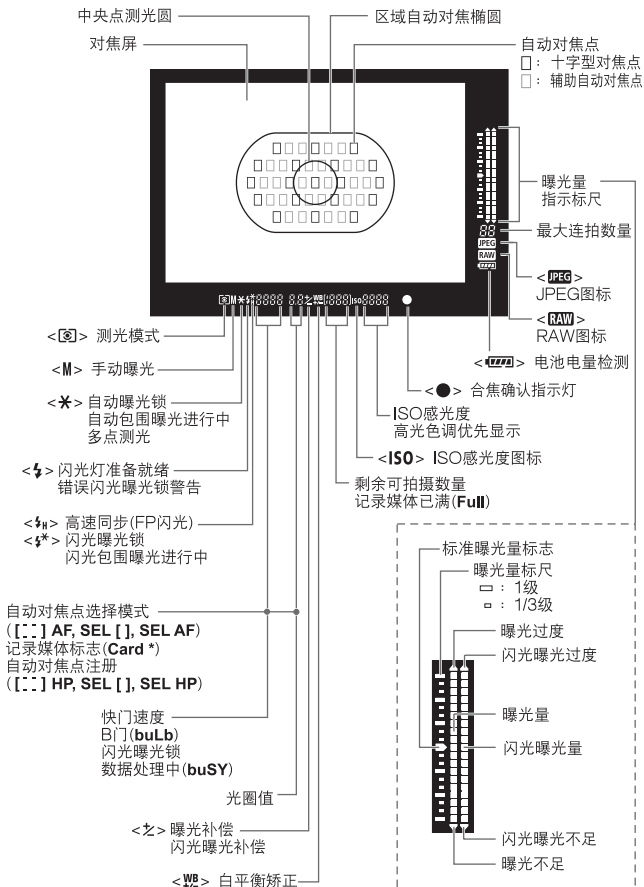 中央点测光圆
区域自动对焦椭圆
对焦屏
自动对焦点
□：十字型对焦点
□：辅助自动对焦点
曝光量
指示标尺
最大连拍数量
<JPEG>
JPEG图标
<RAW>
RAW图标
JPEG
RAW
M
WB
ISO
<电池> 电池电量检测
<●> 合焦确认指示灯
ISO感光度
高光色调优先显示
<ISO> ISO感光度图标
剩余可拍摄数量
记录媒体已满(Full)
< > 测光模式
<M> 手动曝光
<✱> 自动曝光锁
自动包围曝光进行中
多点测光
<⚡> 闪光灯准备就绪
错误闪光曝光锁警告
<⚡H> 高速同步(FP闪光)
<⚡*> 闪光曝光锁
闪光包围曝光进行中
自动对焦点选择模式
([   ] AF, SEL [ ], SEL AF)
记录媒体标志(Card *)
自动对焦点注册
([   ] HP, SEL [ ], SEL HP)
快门速度
B门(buLb)
闪光曝光锁
数据处理中(buSY)
光圈值
<+/-> 曝光补偿
闪光曝光补偿
<WB+/-> 白平衡矫正
标准曝光量标志
曝光量标尺
▭：1级
▫：1/3级
曝光过度
闪光曝光过度
曝光量
闪光曝光量
闪光曝光不足
曝光不足